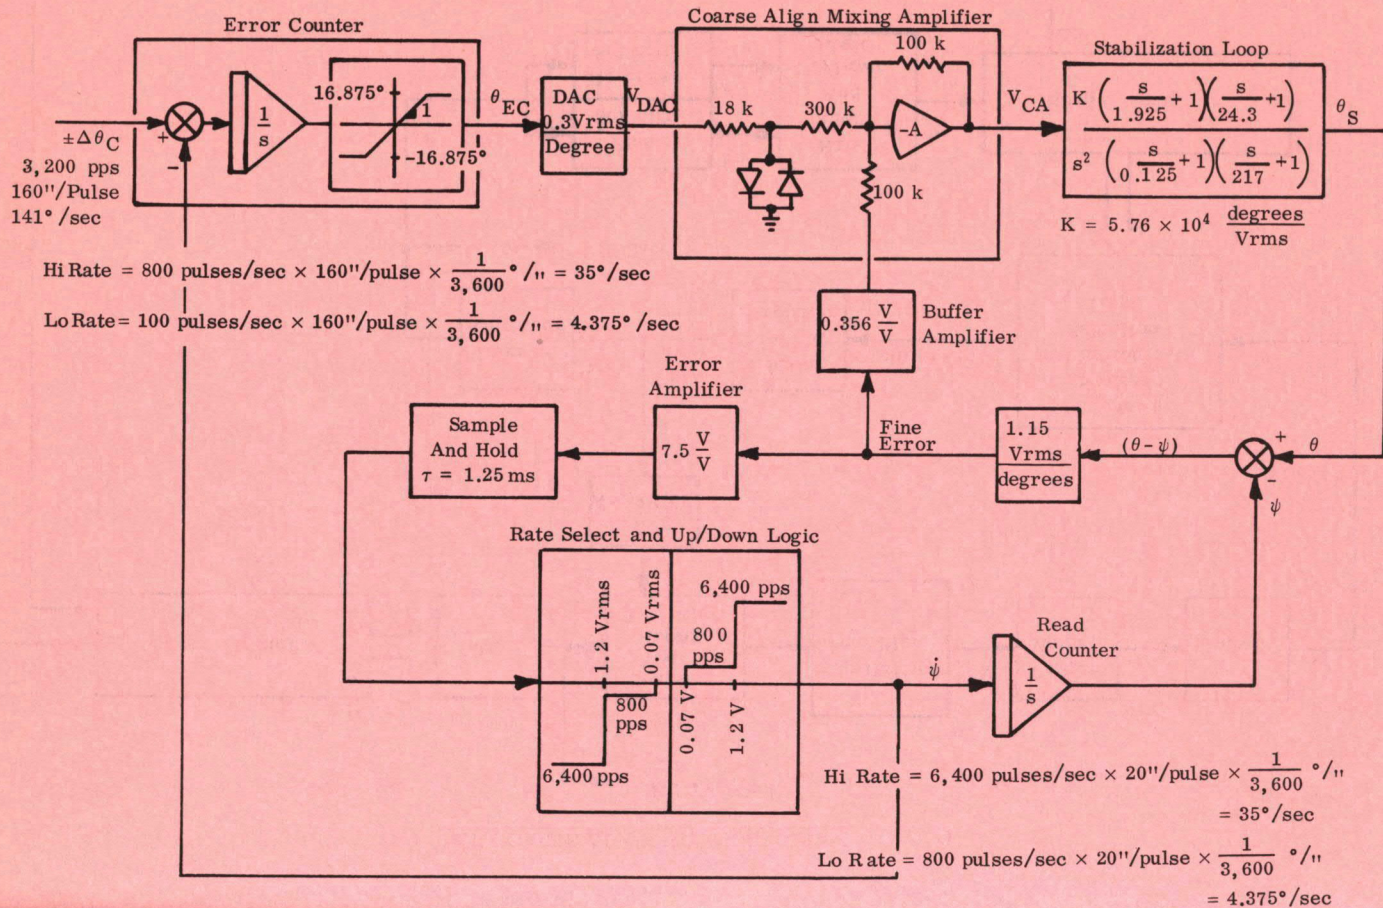 Error Counter
±Δθ_C
3,200 pps
160"/Pulse
141°/sec
+
-
1/s
16.875°
1
-16.875°
θ_EC
DAC
0.3Vrms
Degree
V_DAC
Coarse Align Mixing Amplifier
18 k
300 k
100 k
-A
100 k
V_CA
Stabilization Loop
K (s/1.925 + 1)(s/24.3 +1)
s² (s/0.125 + 1)(s/217 + 1)
θ_S
K = 5.76 × 10⁴ degrees/Vrms
Hi Rate = 800 pulses/sec × 160"/pulse × 1/3,600 °/" = 35°/sec
Lo Rate = 100 pulses/sec × 160"/pulse × 1/3,600 °/" = 4.375°/sec
0.356 V/V
Buffer
Amplifier
Error
Amplifier
7.5 V/V
Sample
And Hold
τ = 1.25 ms
Fine
Error
1.15
Vrms
degrees
(θ-ψ)
+
-
θ
ψ
Rate Select and Up/Down Logic
1.2 Vrms
0.07 Vrms
6,400 pps
800
pps
800
pps
0.07 V
1.2 V
6,400 pps
ψ̇
Read
Counter
1/s
Hi Rate = 6,400 pulses/sec × 20"/pulse × 1/3,600 °/"
= 35°/sec
Lo Rate = 800 pulses/sec × 20"/pulse × 1/3,600 °/"
= 4.375°/sec